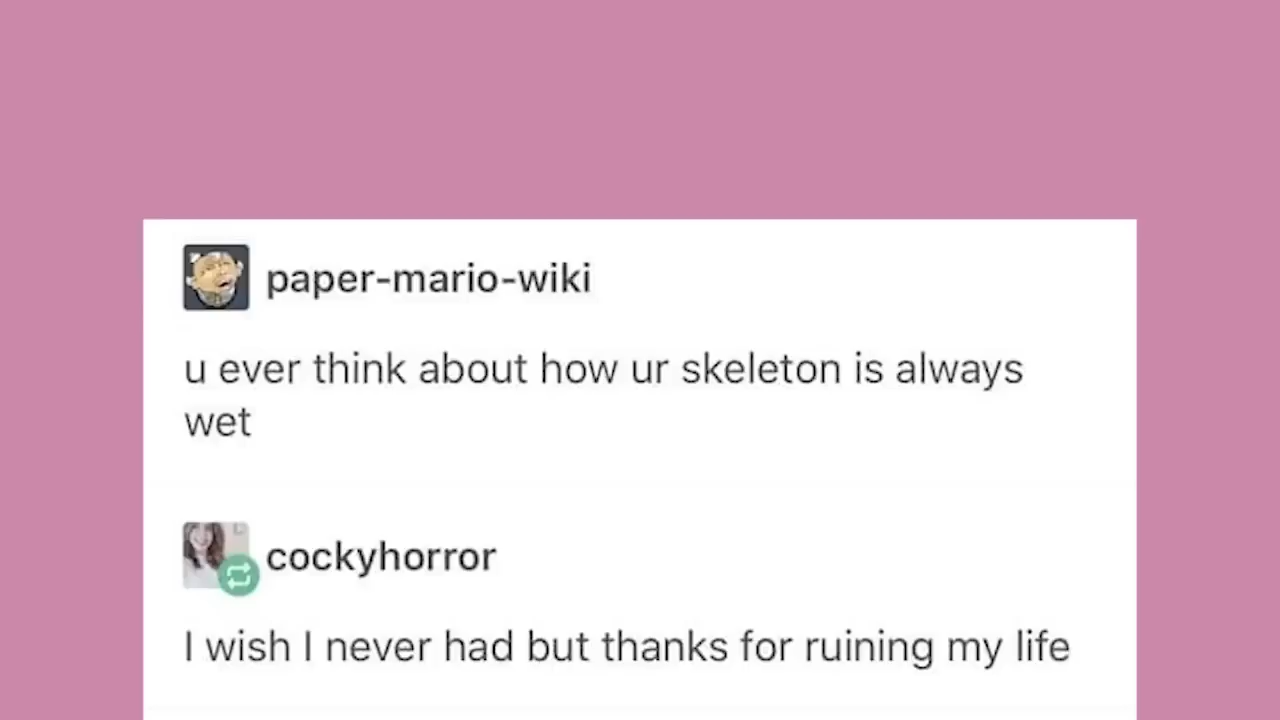 paper-mario-wiki
u ever think about how ur skeleton is always
wet
cockyhorror
I wish I never had but thanks for ruining my life